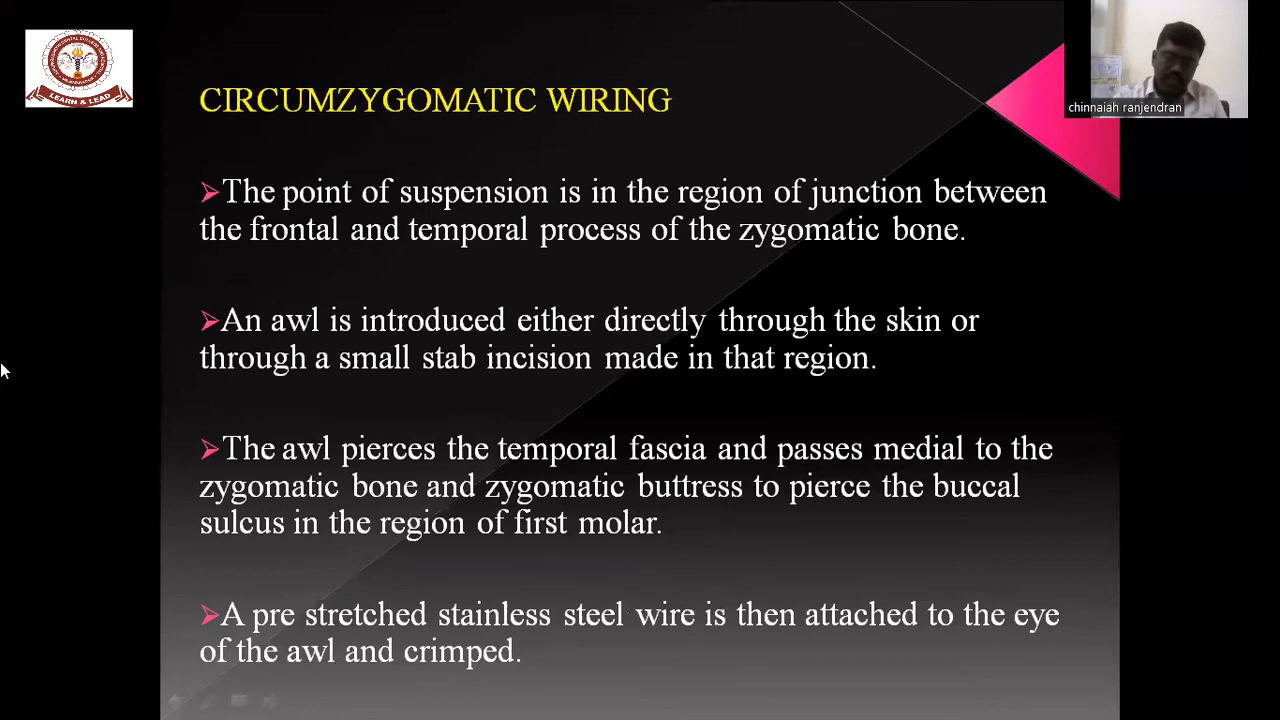 CIRCUMZYGOMATIC WIRING
chinnaiah ranjendran
LEARN & LEAD
➢The point of suspension is in the region of junction between
the frontal and temporal process of the zygomatic bone.
➢An awl is introduced either directly through the skin or
through a small stab incision made in that region.
➢The awl pierces the temporal fascia and passes medial to the
zygomatic bone and zygomatic buttress to pierce the buccal
sulcus in the region of first molar.
➢A pre stretched stainless steel wire is then attached to the eye
of the awl and crimped.